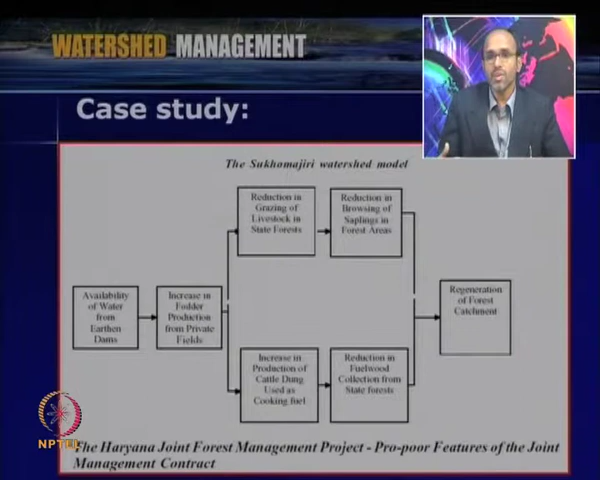 WATERSHED MANAGEMENT
Case study:
The Sukhomajiri watershed model
Reduction in
Grazing of
Livestock in
State Forests
Reduction in
Browsing of
Saplings in
Forest Areas
Availability
of Water
from
Earthen
Dams
Increase in
Fodder
Production
from Private
Fields
Regeneration
of Forest
Catchment
Increase in
Production of
Cattle Dung
Used as
Cooking fuel
Reduction in
Fuelwood
Collection from
State forests
NPTEL
The Haryana Joint Forest Management Project - Pro-poor Features of the Joint
Management Contract